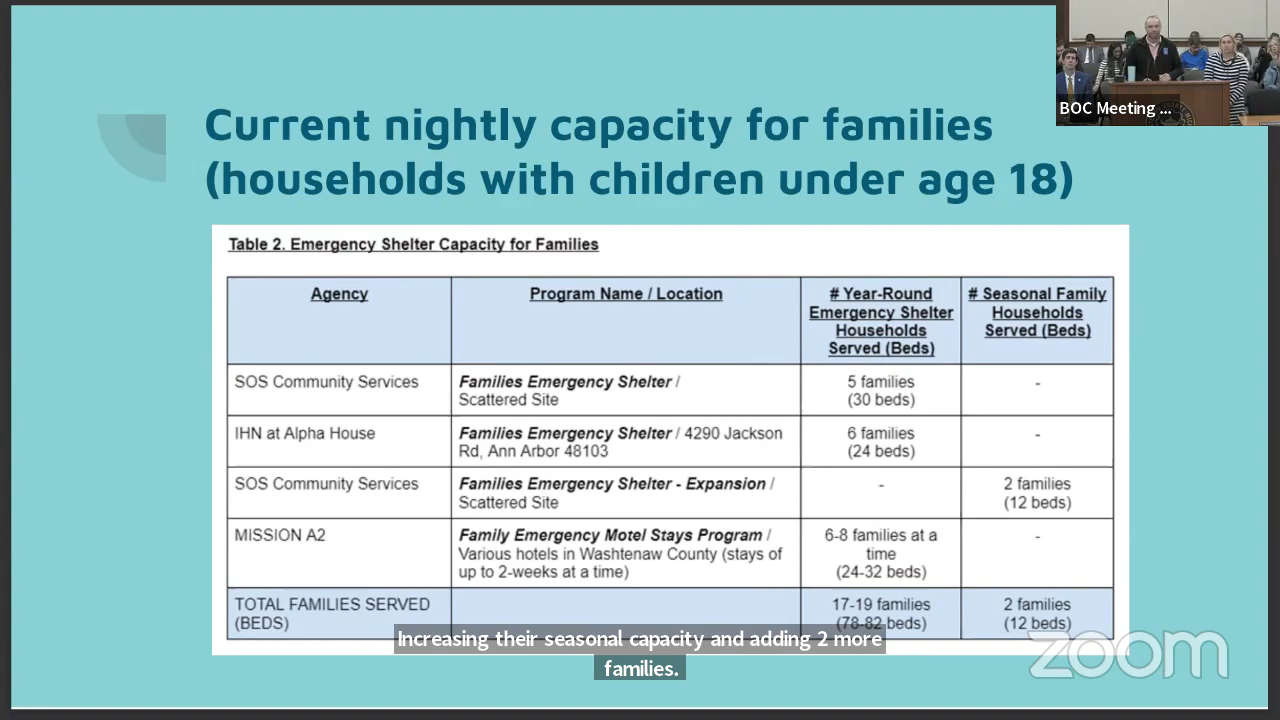 BOC Meeting ...
Current nightly capacity for families
(households with children under age 18)
Table 2. Emergency Shelter Capacity for Families
Agency
Program Name / Location
# Year-Round
Emergency Shelter
Households
Served (Beds)
# Seasonal Family
Households
Served (Beds)
SOS Community Services
Families Emergency Shelter /
Scattered Site
5 families
(30 beds)
-
IHN at Alpha House
Families Emergency Shelter / 4290 Jackson
Rd, Ann Arbor 48103
6 families
(24 beds)
-
SOS Community Services
Families Emergency Shelter - Expansion /
Scattered Site
-
2 families
(12 beds)
MISSION A2
Family Emergency Motel Stays Program /
Various hotels in Washtenaw County (stays of
up to 2-weeks at a time)
6-8 families at a
time
(24-32 beds)
-
TOTAL FAMILIES SERVED
(BEDS)
17-19 families
(78-82 beds)
2 families
(12 beds)
Increasing their seasonal capacity and adding 2 more
families.
zoom